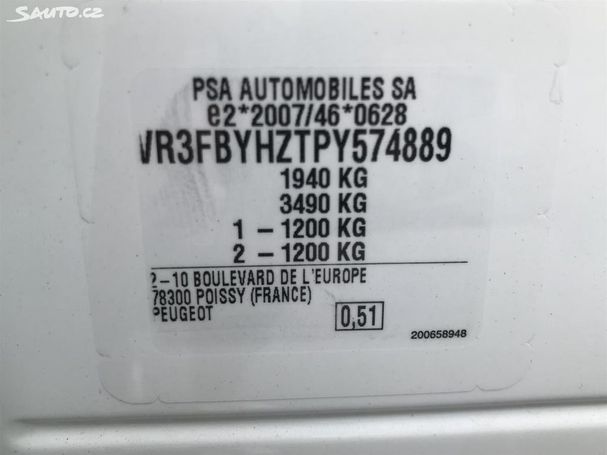 SAUTO.CZ
PSA AUTOMOBILES SA
e2*2007/46*0628
VR3FBYHZTPY574889
1940 KG
3490 KG
1 – 1200 KG
2 – 1200 KG
2–10 BOULEVARD DE L'EUROPE
78300 POISSY (FRANCE)
PEUGEOT
0,51
200658948